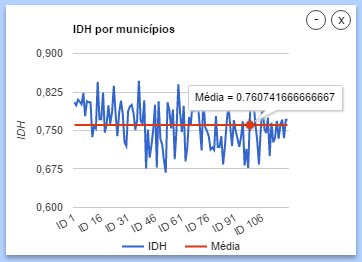 - x
IDH por municípios
0,900
0,825
Média = 0.760741666666667
0,750
0,675
0,600
IDH
ID 1 ID 16 ID 31 ID 46 ID 61 ID 76 ID 91 ID 106
IDH Média